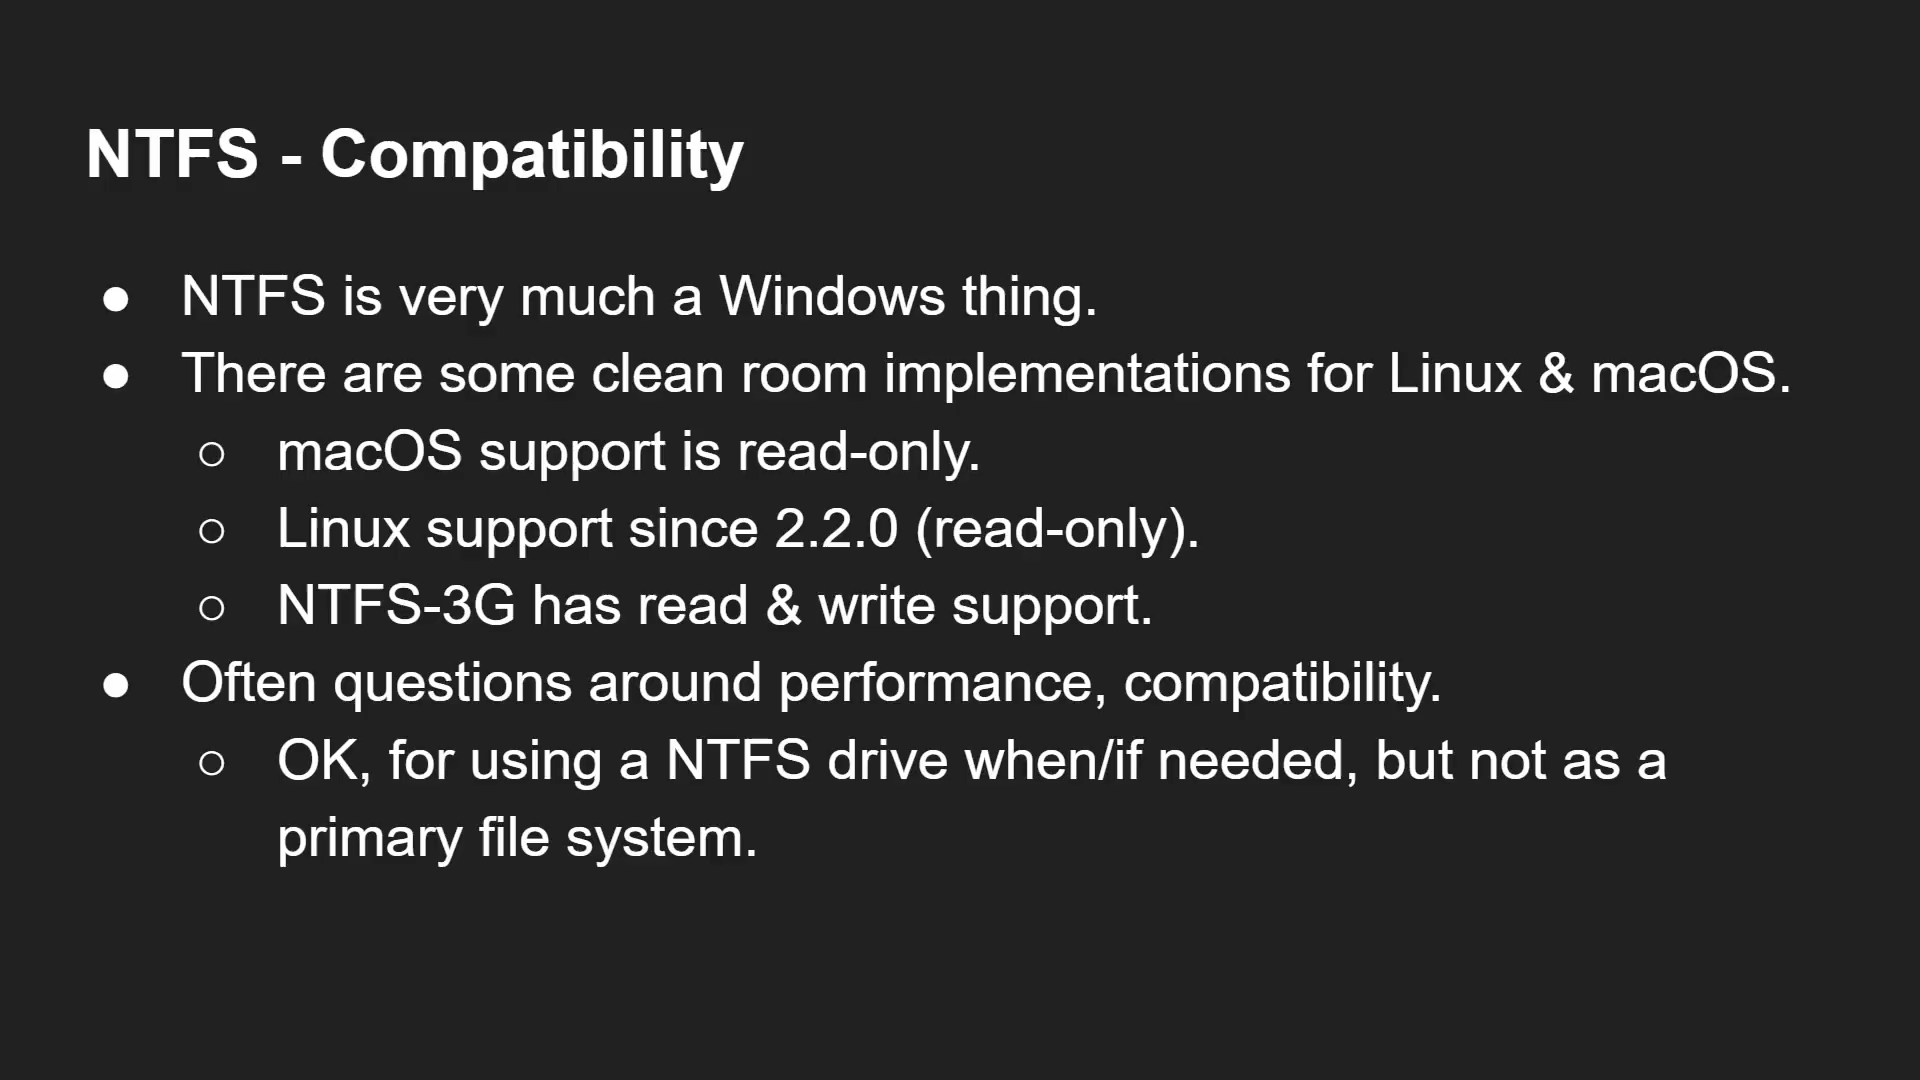 NTFS - Compatibility
● NTFS is very much a Windows thing.
● There are some clean room implementations for Linux & macOS.
○ macOS support is read-only.
○ Linux support since 2.2.0 (read-only).
○ NTFS-3G has read & write support.
● Often questions around performance, compatibility.
○ OK, for using a NTFS drive when/if needed, but not as a
primary file system.